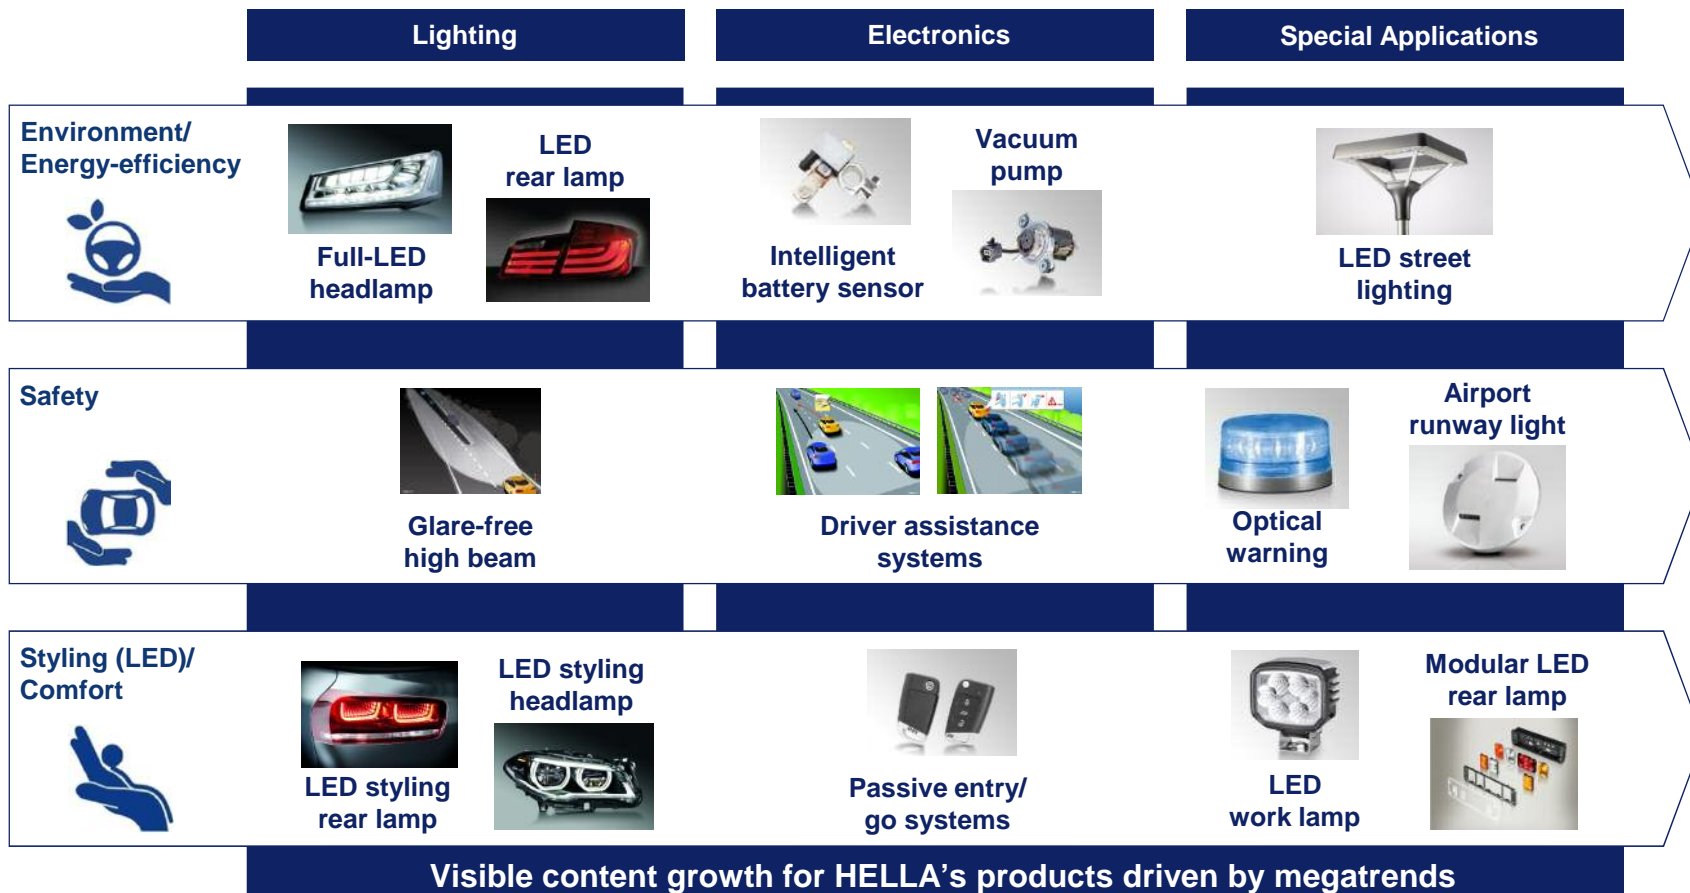 Lighting
Electronics
Special Applications
Environment/
Energy-efficiency
Full-LED
headlamp
LED
rear lamp
Intelligent
battery sensor
Vacuum
pump
LED street
lighting
Safety
Glare-free
high beam
Driver assistance
systems
Optical
warning
Airport
runway light
Styling (LED)/
Comfort
LED styling
rear lamp
LED styling
headlamp
Passive entry/
go systems
LED
work lamp
Modular LED
rear lamp
Visible content growth for HELLA’s products driven by megatrends